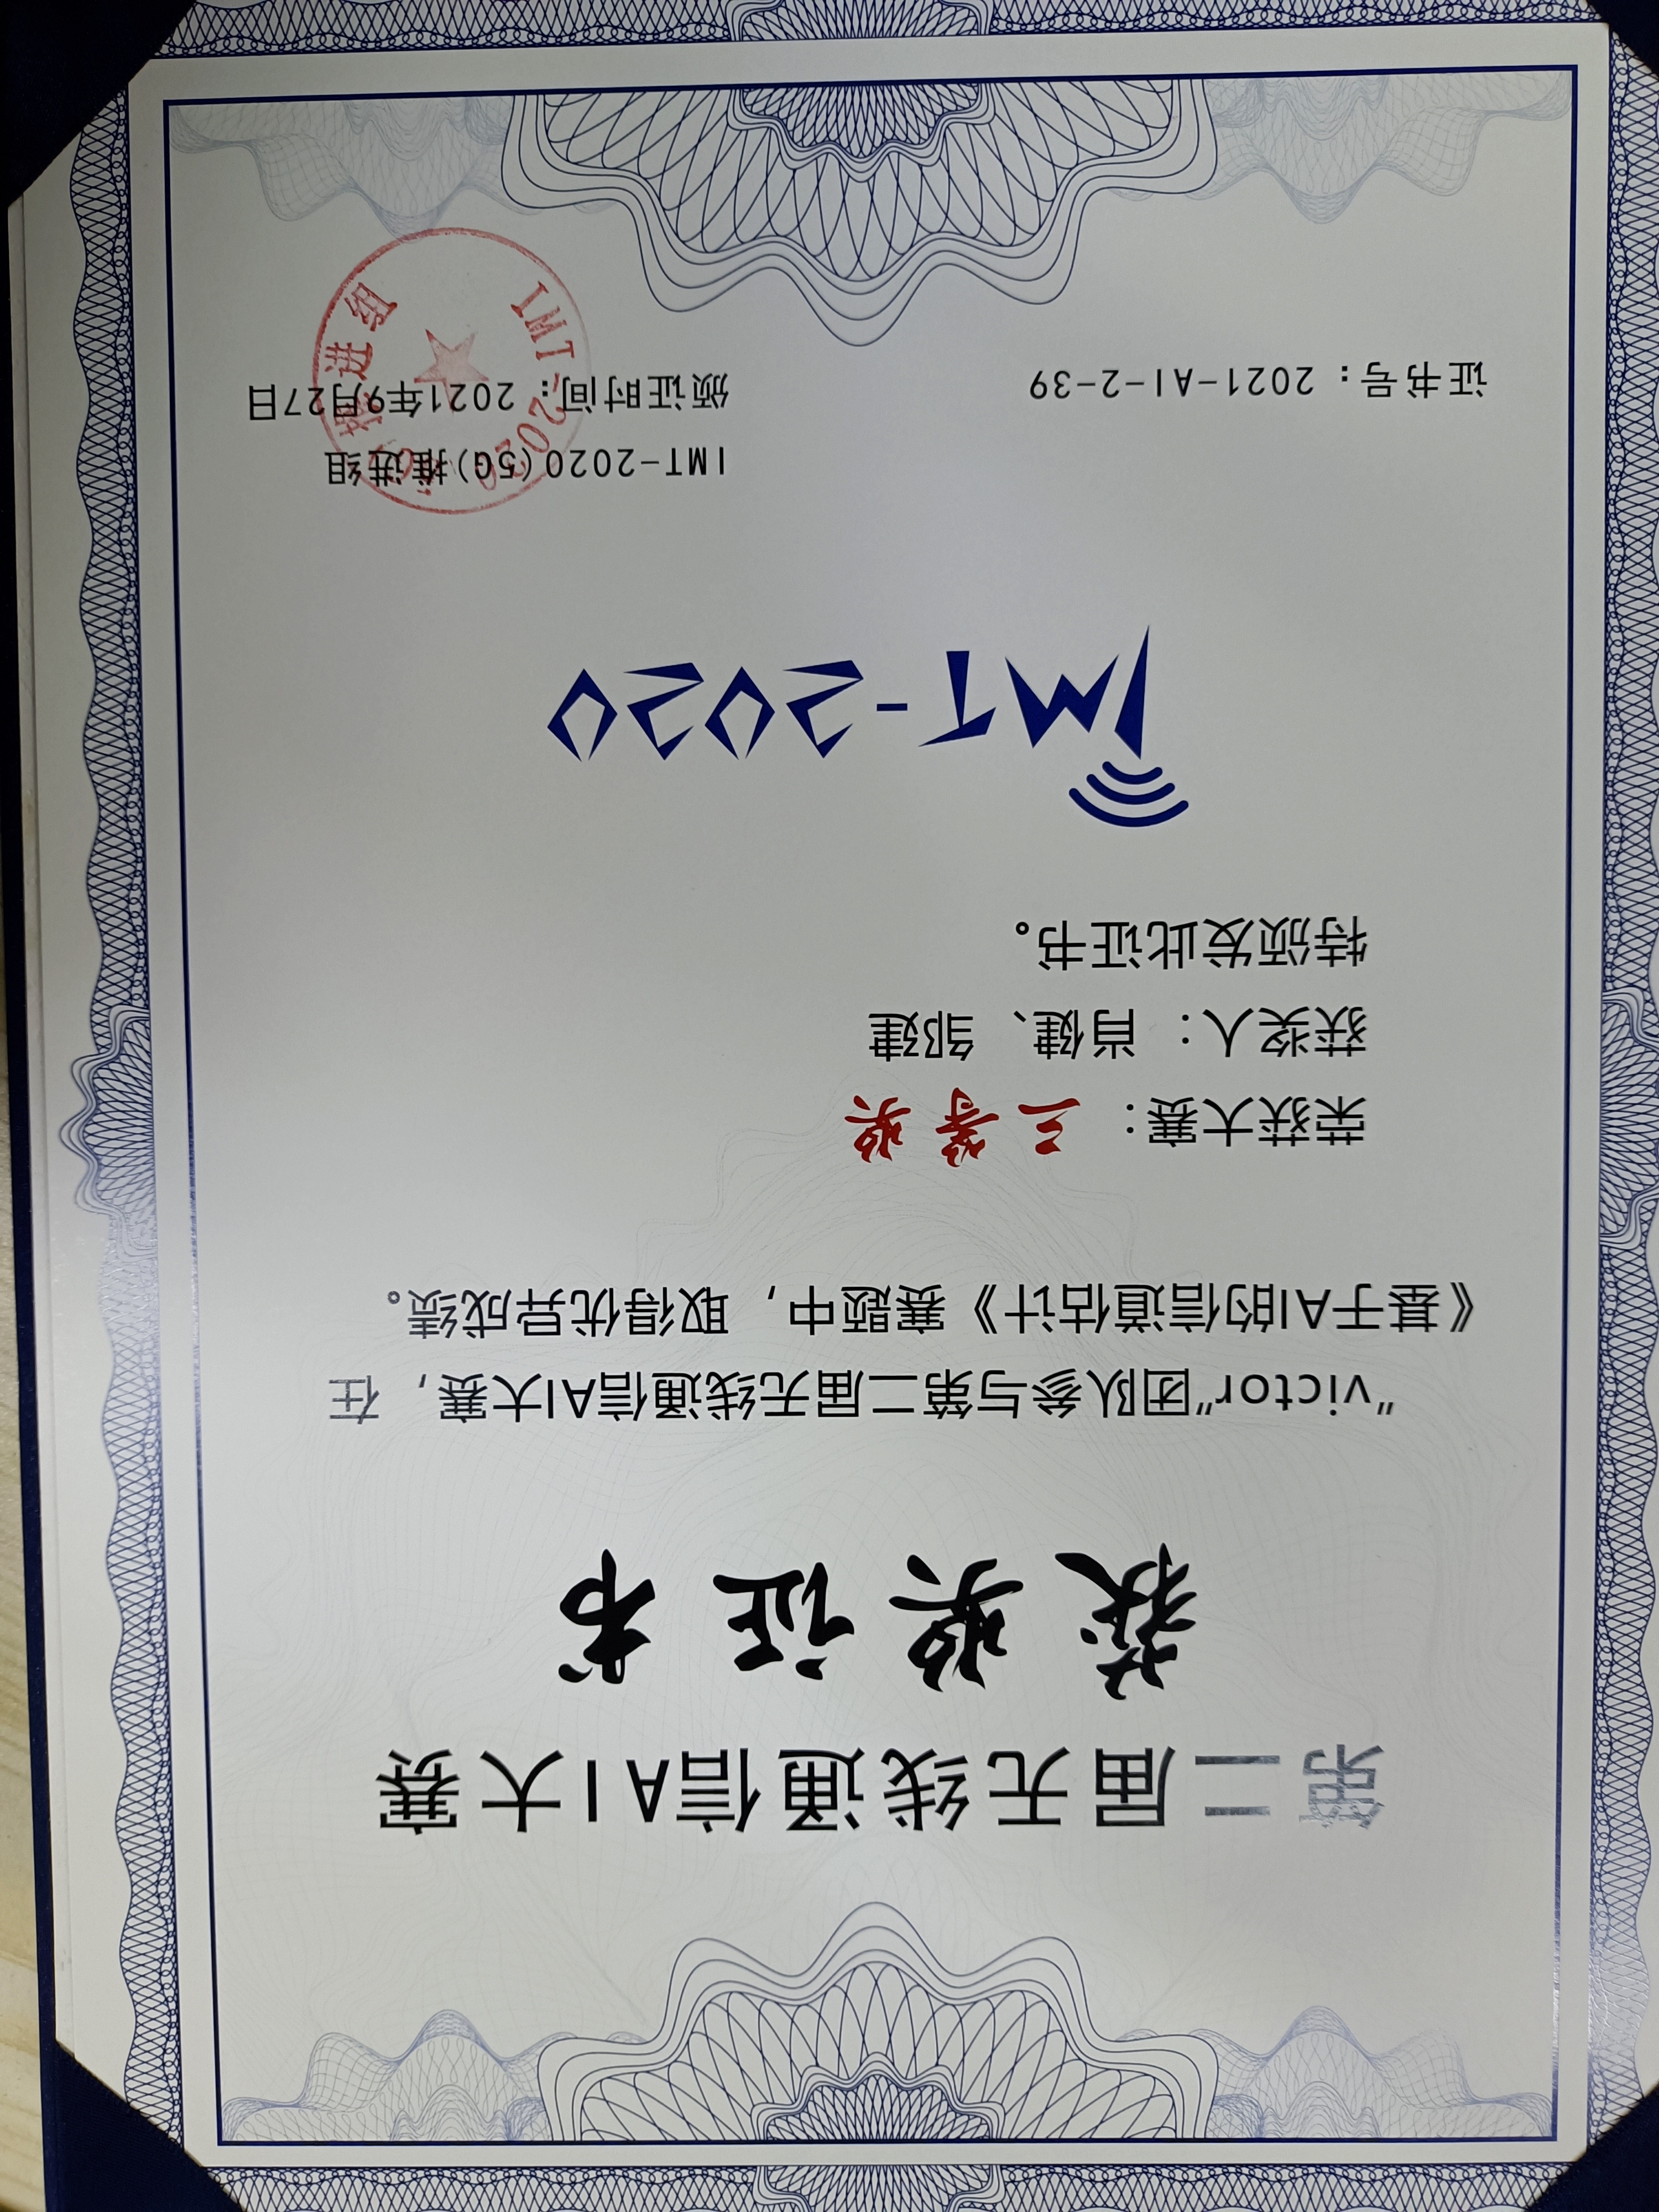 第二届无线通信AI大赛
获奖证书
“victor”团队参与第二届无线通信AI大赛，在
《基于AI的信道估计》赛题中，取得优异成绩。
荣获大赛：三等奖
获奖人：肖健、邹建
特颁发此证书。
IMT-2020
IMT-2020(5G)推进组
证书号：2021-AI-2-39
颁证时间：2021年9月27日
IMT-2020(5G)推进组